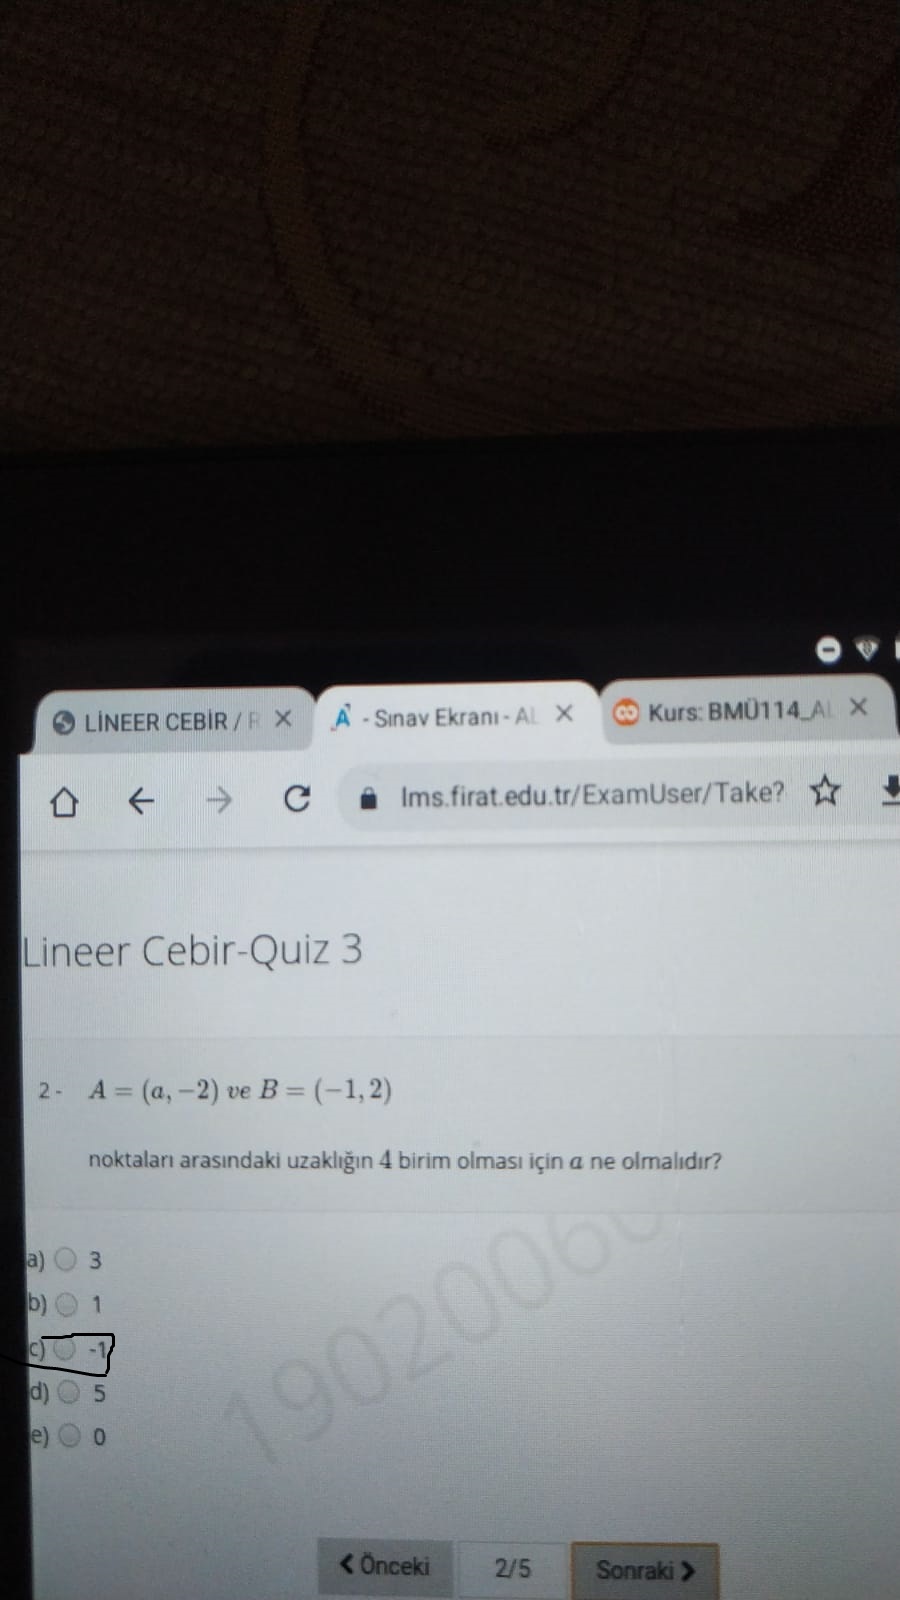 LİNEER CEBİR / F
A - Sınav Ekranı - AL
Kurs: BMÜ114_AL
lms.firat.edu.tr/ExamUser/Take?
Lineer Cebir-Quiz 3
2 - A = (a, −2) ve B = (−1, 2)
noktaları arasındaki uzaklığın 4 birim olması için a ne olmalıdır?
a) 3
b) 1
c) -1
d) 5
e) 0
1902006
Önceki
2/5
Sonraki